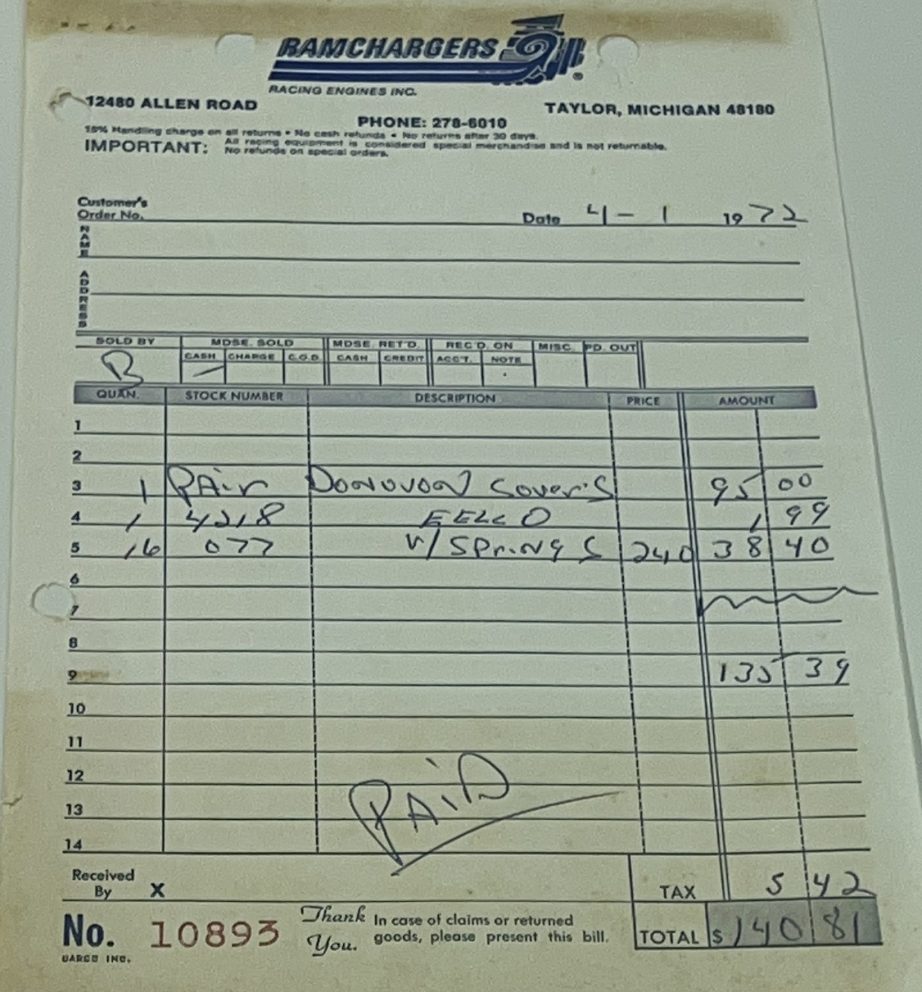 RAMCHARGERS
RACING ENGINES INC.
12480 ALLEN ROAD
TAYLOR, MICHIGAN 48180
PHONE: 278-6010
15% Handling charge on all returns • No cash refunds • No returns after 30 days.
IMPORTANT: All racing equipment is considered special merchandise and is not returnable.
No refunds on special orders.
Customer's
Order No.
Date 4-1 1972
NAME
ADDRESS
SOLD BY MDSE. SOLD MDSE. RET'D. REC'D. ON MISC. PD. OUT
CASH CHARGE C.O.D. CASH CREDIT ACCT. NOTE
B
QUAN. STOCK NUMBER DESCRIPTION PRICE AMOUNT
1
2
3 1 PAir DONOVON COVER'S 95 00
4 1 4218 EELCO 1 99
5 16 077 V/SPRiNGS 240 38 40
6
7
8
9 135 39
10
11
12
13
14
PAiD
Received
By X
TAX 5 42
No. 10893
Thank You. In case of claims or returned
goods, please present this bill.
TOTAL $ 140 81
UARCO INC.